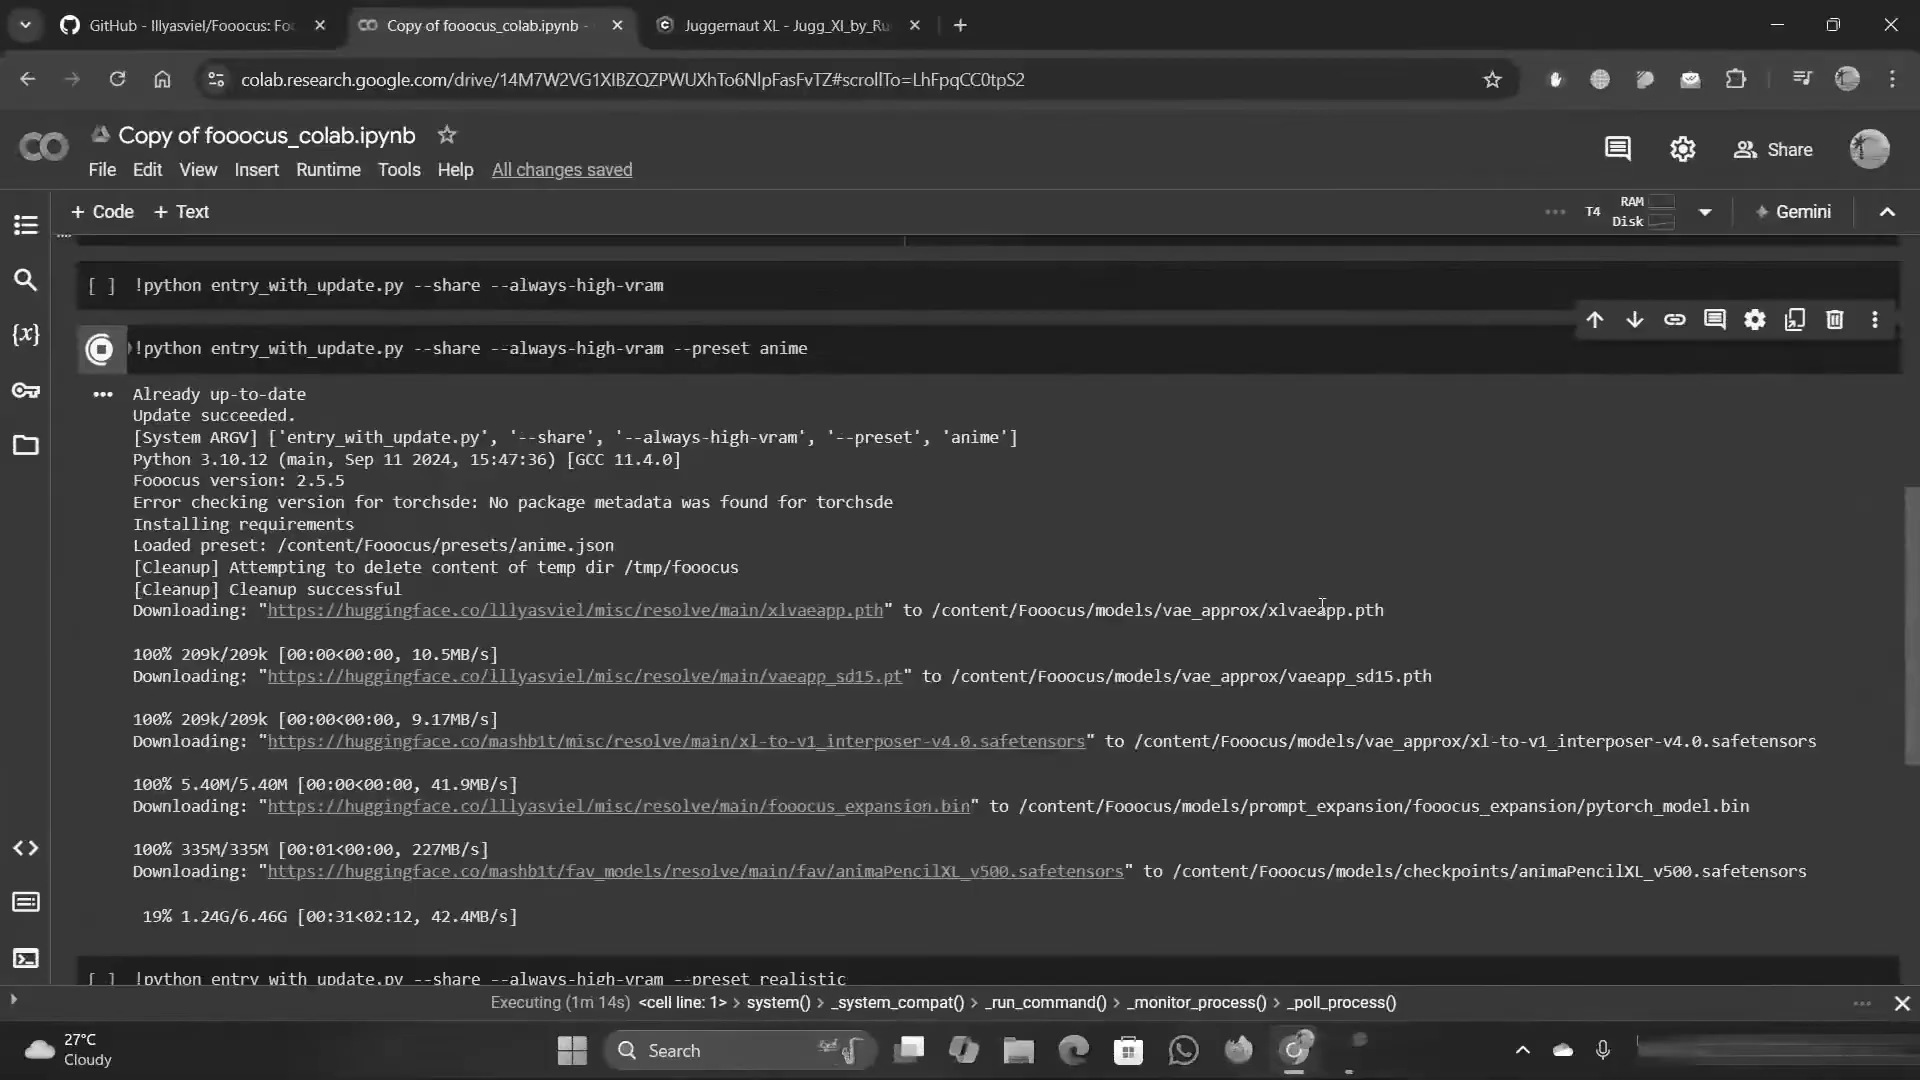 GitHub - lllyasviel/Fooocus: Fo
Copy of fooocus_colab.ipynb -
Juggernaut XL - Jugg_XI_by_Ru
colab.research.google.com/drive/14M7W2VG1XIBZQZPWUXhTo6NlpFasFvTZ#scrollTo=LhFpqCC0tpS2
CO
Copy of fooocus_colab.ipynb
Share
File Edit View Insert Runtime Tools Help All changes saved
+ Code + Text
T4
RAM
Disk
Gemini
[ ] !python entry_with_update.py --share --always-high-vram
!python entry_with_update.py --share --always-high-vram --preset anime
Already up-to-date
Update succeeded.
[System ARGV] ['entry_with_update.py', '--share', '--always-high-vram', '--preset', 'anime']
Python 3.10.12 (main, Sep 11 2024, 15:47:36) [GCC 11.4.0]
Fooocus version: 2.5.5
Error checking version for torchsde: No package metadata was found for torchsde
Installing requirements
Loaded preset: /content/Fooocus/presets/anime.json
[Cleanup] Attempting to delete content of temp dir /tmp/fooocus
[Cleanup] Cleanup successful
Downloading: "https://huggingface.co/lllyasviel/misc/resolve/main/xlvaeapp.pth" to /content/Fooocus/models/vae_approx/xlvaeapp.pth
100% 209k/209k [00:00<00:00, 10.5MB/s]
Downloading: "https://huggingface.co/lllyasviel/misc/resolve/main/vaeapp_sd15.pt" to /content/Fooocus/models/vae_approx/vaeapp_sd15.pth
100% 209k/209k [00:00<00:00, 9.17MB/s]
Downloading: "https://huggingface.co/mashb1t/misc/resolve/main/xl-to-v1_interposer-v4.0.safetensors" to /content/Fooocus/models/vae_approx/xl-to-v1_interposer-v4.0.safetensors
100% 5.40M/5.40M [00:00<00:00, 41.9MB/s]
Downloading: "https://huggingface.co/lllyasviel/misc/resolve/main/fooocus_expansion.bin" to /content/Fooocus/models/prompt_expansion/fooocus_expansion/pytorch_model.bin
100% 335M/335M [00:01<00:00, 227MB/s]
Downloading: "https://huggingface.co/mashb1t/fav_models/resolve/main/fav/animaPencilXL_v500.safetensors" to /content/Fooocus/models/checkpoints/animaPencilXL_v500.safetensors
19% 1.24G/6.46G [00:31<02:12, 42.4MB/s]
[ ] !python entry_with_update.py --share --always-high-vram --preset realistic
Executing (1m 14s) <cell line: 1> > system() > _system_compat() > _run_command() > _monitor_process() > _poll_process()
27°C
Cloudy
Search